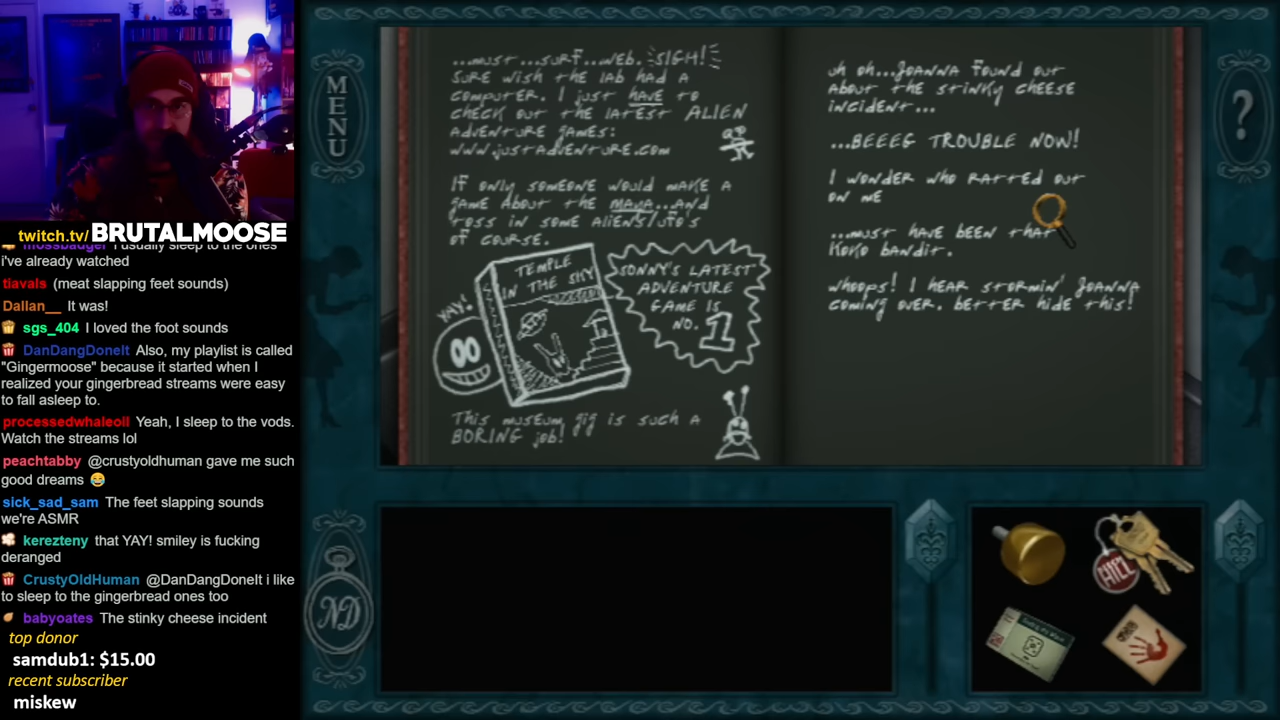 twitch.tv/BRUTALMOOSE
mossbadger I usually sleep to the ones
i've already watched
tiavals (meat slapping feet sounds)
Dallan__ It was!
sgs_404 I loved the foot sounds
DanDangDoneIt Also, my playlist is called
"Gingermoose" because it started when I
realized your gingerbread streams were easy
to fall asleep to.
processedwhaleoil Yeah, I sleep to the vods.
Watch the streams lol
peachtabby @crustyoldhuman gave me such
good dreams 😂
sick_sad_sam The feet slapping sounds
we're ASMR
kerezteny that YAY! smiley is fucking
deranged
CrustyOldHuman @DanDangDoneIt i like
to sleep to the gingerbread ones too
babyoates The stinky cheese incident
top donor
samdub1: $15.00
recent subscriber
miskew
MENU
...must...surf...web. SIGH!
Sure wish the lab had a
computer. I just have to
check out the latest ALIEN
ADVENTURE games:
www.justadventure.com
If only someone would make a
game about the maya...and
toss in some aliens/UFO's
of course.
YAY!
TEMPLE
IN THE SKY
SONNY'S LATEST
ADVENTURE
GAME IS
NO. 1
This museum gig is such a
BORING job!
uh oh...Joanna found out
about the stinky cheese
incident...
...BEEEG TROUBLE NOW!
I wonder who ratted out
on me
...must have been that
Koko bandit.
whoops! I hear stormin' Joanna
coming over. better hide this!
?
ND